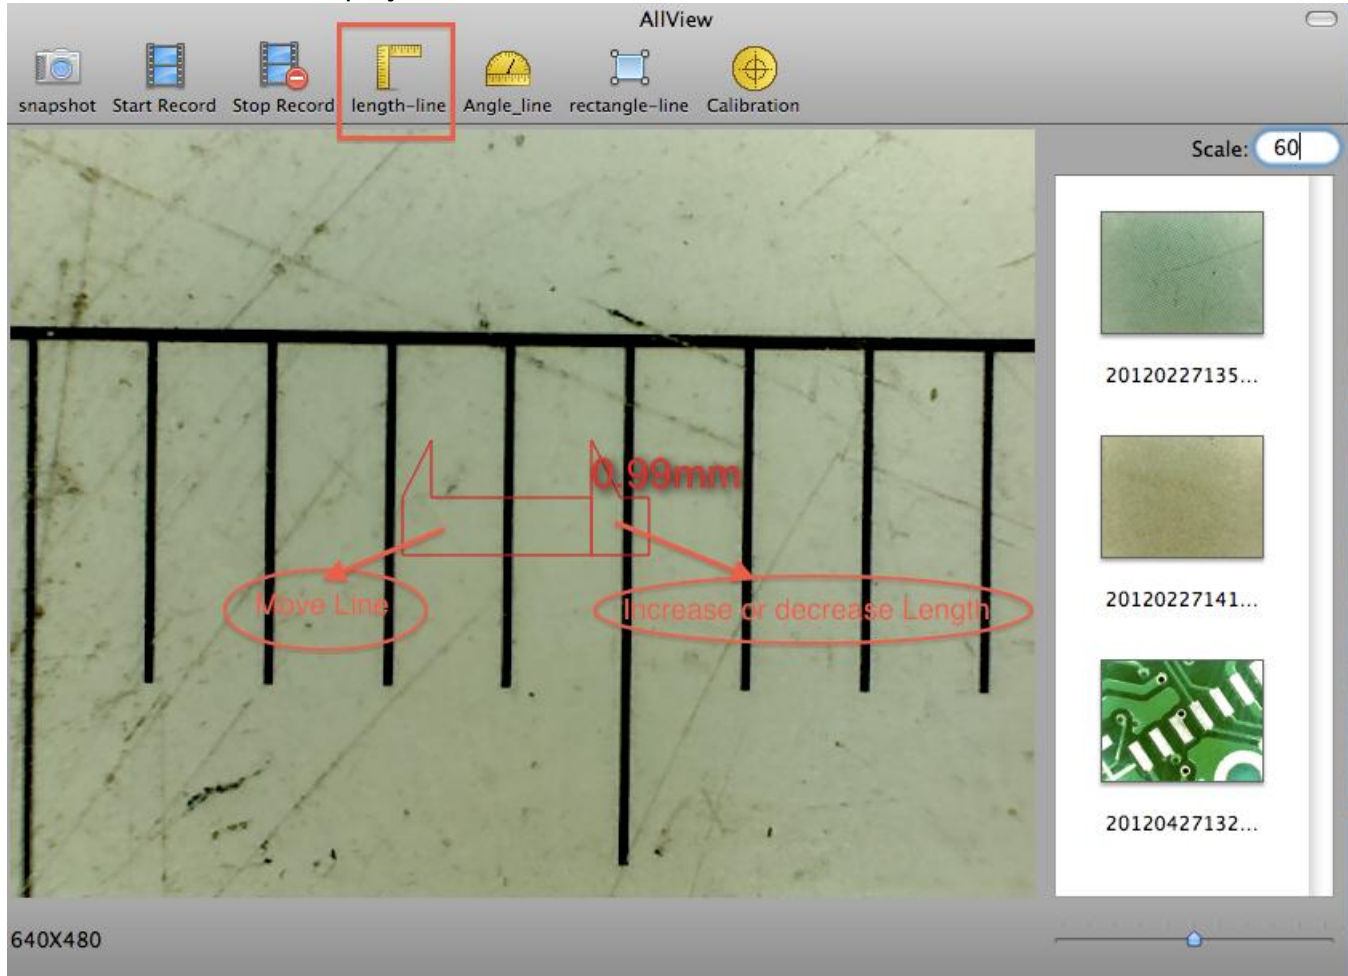 AllView
snapshot Start Record Stop Record length-line Angle_line rectangle-line Calibration
Scale: 60
20120227135...
0.99mm
Move Line
Increase or decrease Length
20120227141...
20120427132...
640X480